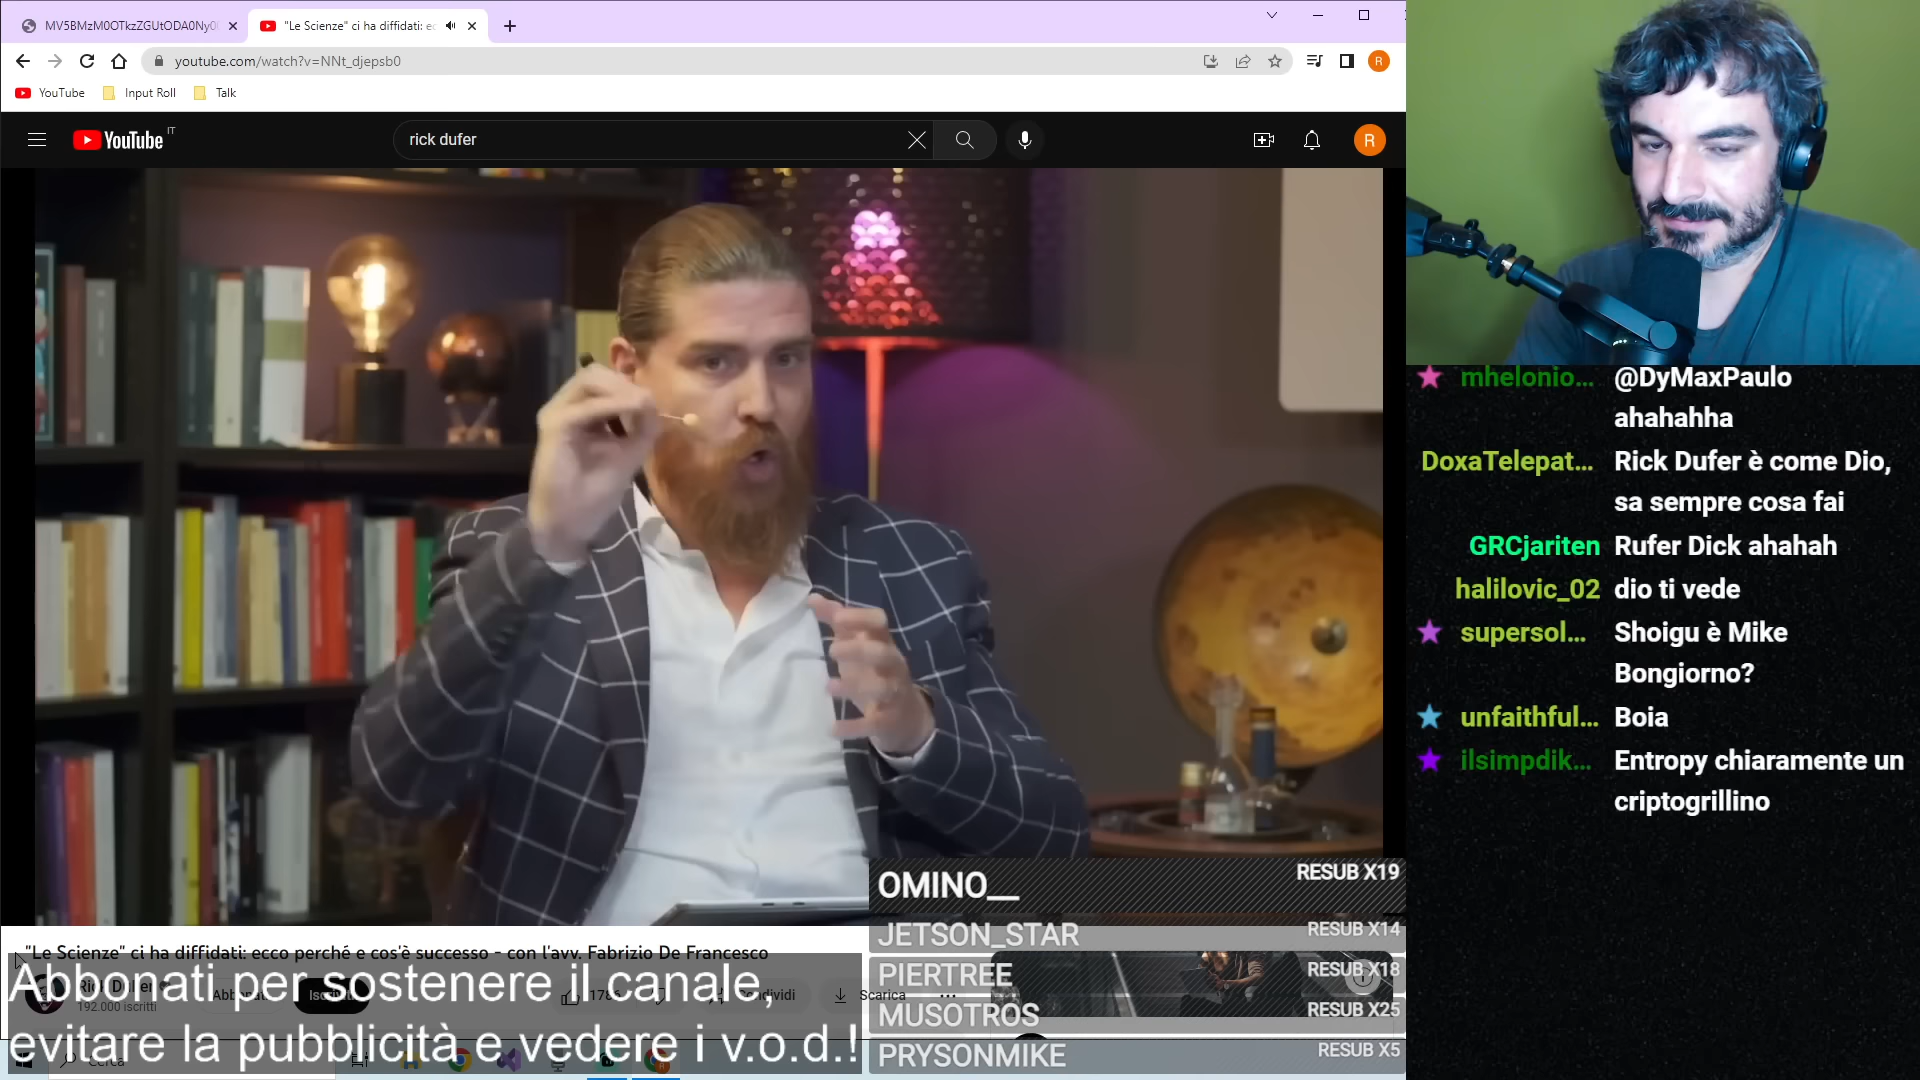 MV5BMzM0OTkzZGUtODA0Ny00
"Le Scienze" ci ha diffidati: ec
youtube.com/watch?v=NNt_djepsb0
R
YouTube
Input Roll
Talk
YouTube
IT
rick dufer
R
"Le Scienze" ci ha diffidati: ecco perché e cos'è successo - con l'avv. Fabrizio De Francesco
192.000 iscritti
Scarica
Abbonati per sostenere il canale,
evitare la pubblicità e vedere i v.o.d.!
Cerca
OMINO__ RESUB X19
JETSON_STAR RESUB X14
PIERTREE RESUB X18
MUSOTROS RESUB X25
PRYSONMIKE RESUB X5
mhelonio... @DyMaxPaulo
ahahahha
DoxaTelepat... Rick Dufer è come Dio,
sa sempre cosa fai
GRCjariten Rufer Dick ahahah
halilovic_02 dio ti vede
supersol... Shoigu è Mike
Bongiorno?
unfaithful... Boia
ilsimpdik... Entropy chiaramente un
criptogrillino